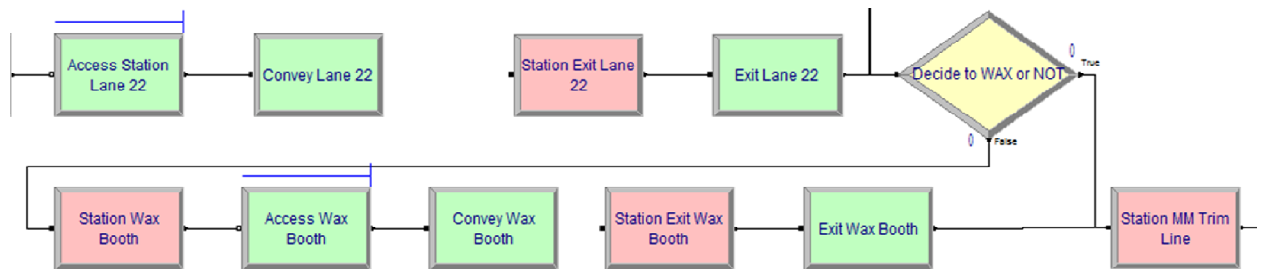 Access Station
Lane 22
Convey Lane 22
Station Exit Lane
22
Exit Lane 22
Decide to WAX or NOT
0
True
0
False
Station Wax
Booth
Access Wax
Booth
Convey Wax
Booth
Station Exit Wax
Booth
Exit Wax Booth
Station MM Trim
Line